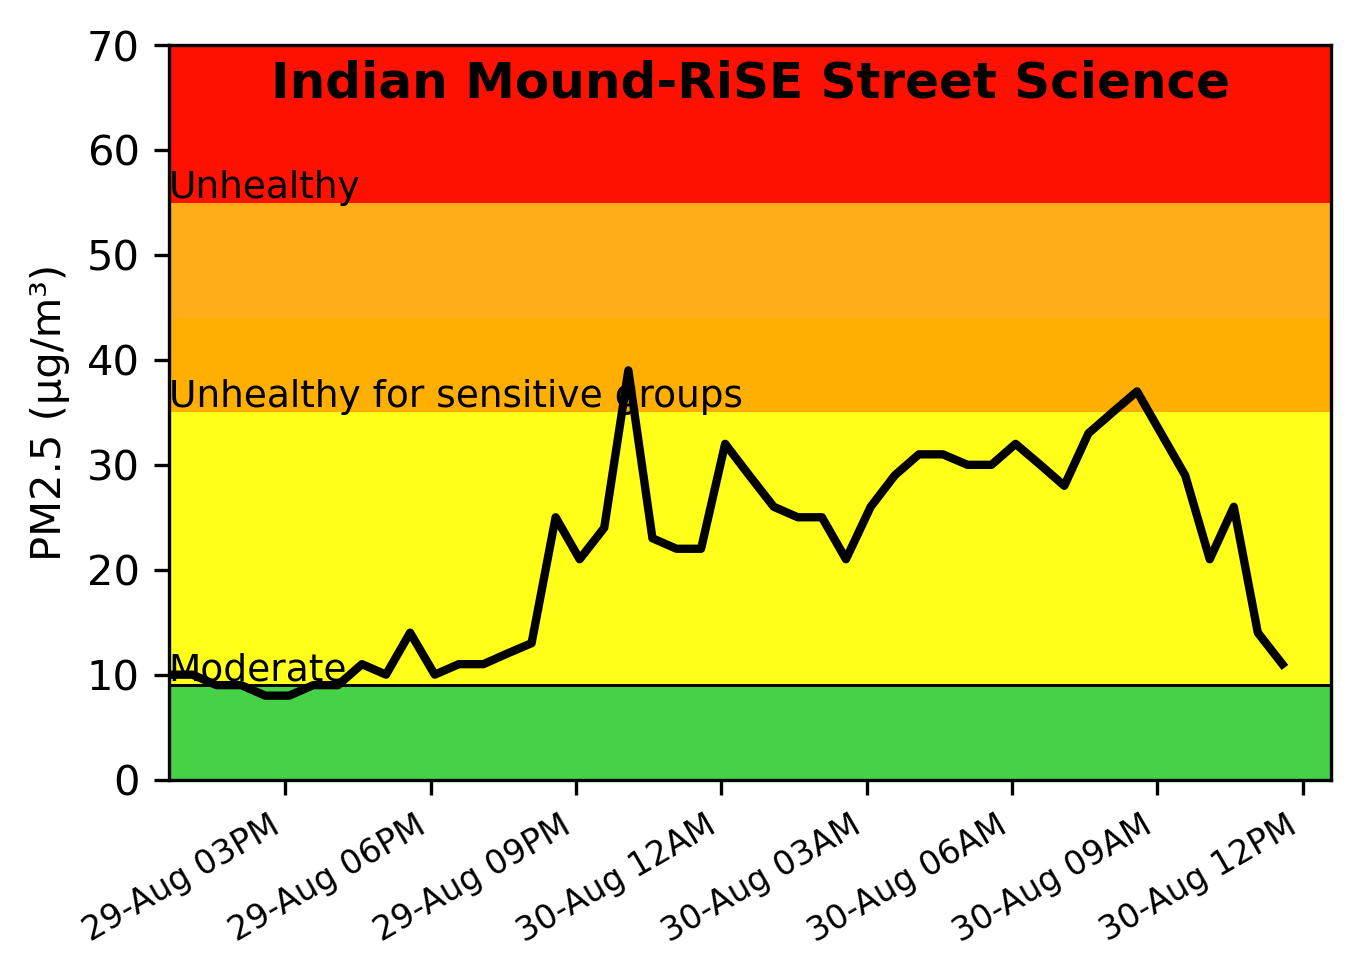 Indian Mound-RiSE Street Science
70
60
50
40
30
20
10
0
PM2.5 (µg/m³)
Unhealthy
Unhealthy for sensitive groups
Moderate
29-Aug 03PM
29-Aug 06PM
29-Aug 09PM
30-Aug 12AM
30-Aug 03AM
30-Aug 06AM
30-Aug 09AM
30-Aug 12PM